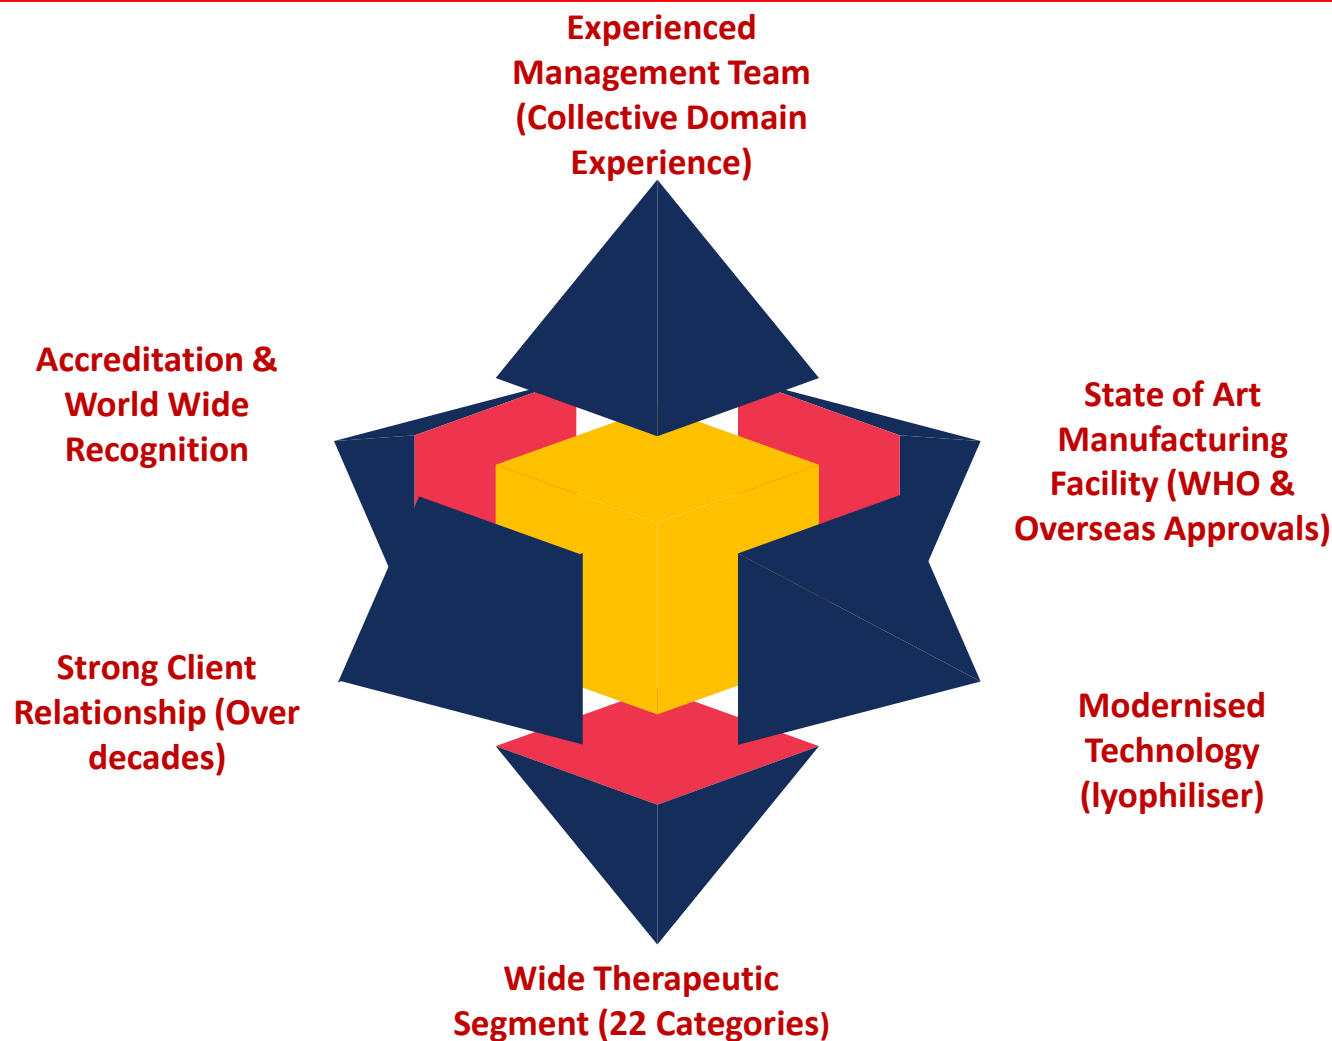 Experienced
Management Team
(Collective Domain
Experience)
Accreditation &
World Wide
Recognition
State of Art
Manufacturing
Facility (WHO &
Overseas Approvals)
Strong Client
Relationship (Over
decades)
Modernised
Technology
(lyophiliser)
Wide Therapeutic
Segment (22 Categories)